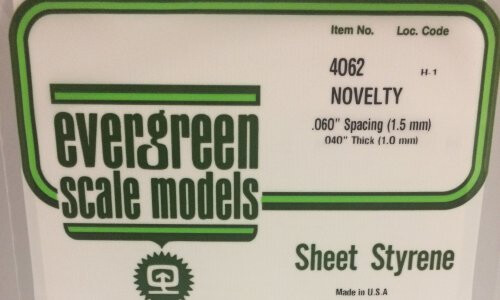 Item No. Loc. Code
4062 H-1
NOVELTY
.060" Spacing (1.5 mm)
.040" Thick (1.0 mm)
evergreen
scale models
Sheet Styrene
Made in U.S.A